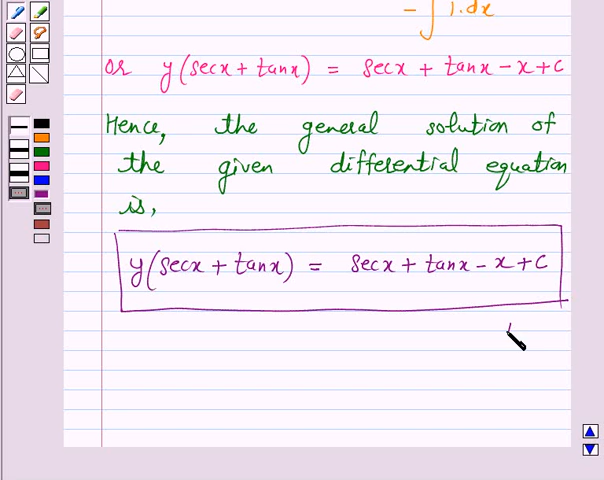 - ∫ 1.dx
or y(secx + tanx) = secx + tanx - x + c
Hence, the general solution of
the given differential equation
is,
y(secx + tanx) = secx + tanx - x + c